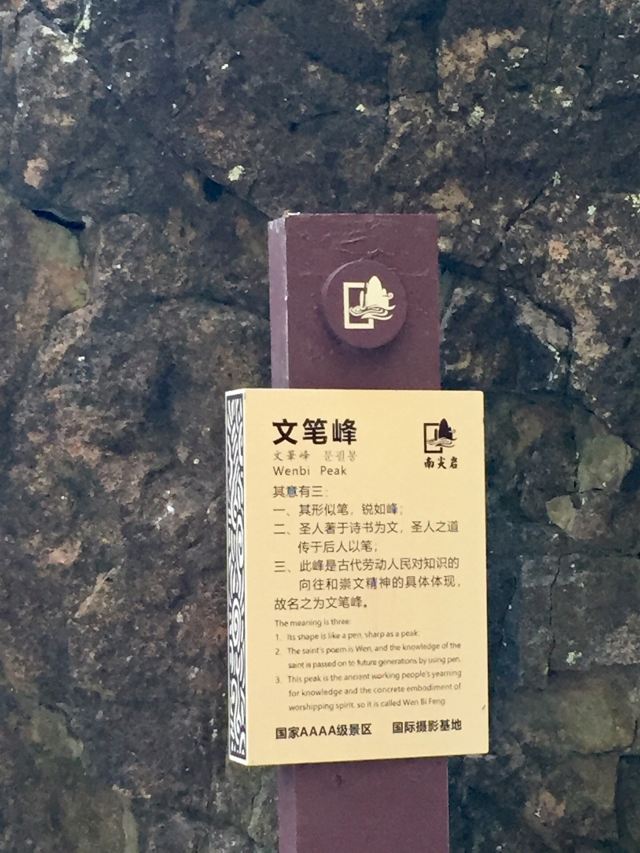 文笔峰
南尖岩
文筆峰 문필봉
Wenbi Peak
其意有三：
一、其形似笔，锐如峰；
二、圣人著于诗书为文，圣人之道
传于后人以笔；
三、此峰是古代劳动人民对知识的
向往和崇文精神的具体体现，
故名之为文笔峰。
The meaning is three:
1. Its shape is like a pen, sharp as a peak.
2. The saint's poem is Wen, and the knowledge of the
saint is passed on to future generations by using pen.
3. This peak is the ancient working people's yearning
for knowledge and the concrete embodiment of
worshipping spirit, so it is called Wen Bi Feng
国家AAAA级景区 国际摄影基地